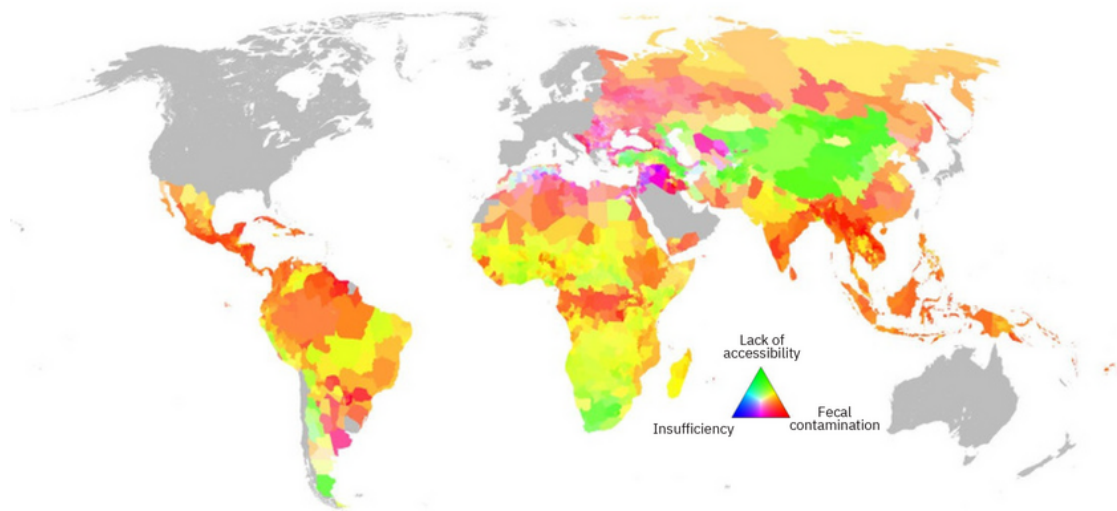 Lack of
accessibility
Insufficiency
Fecal
contamination